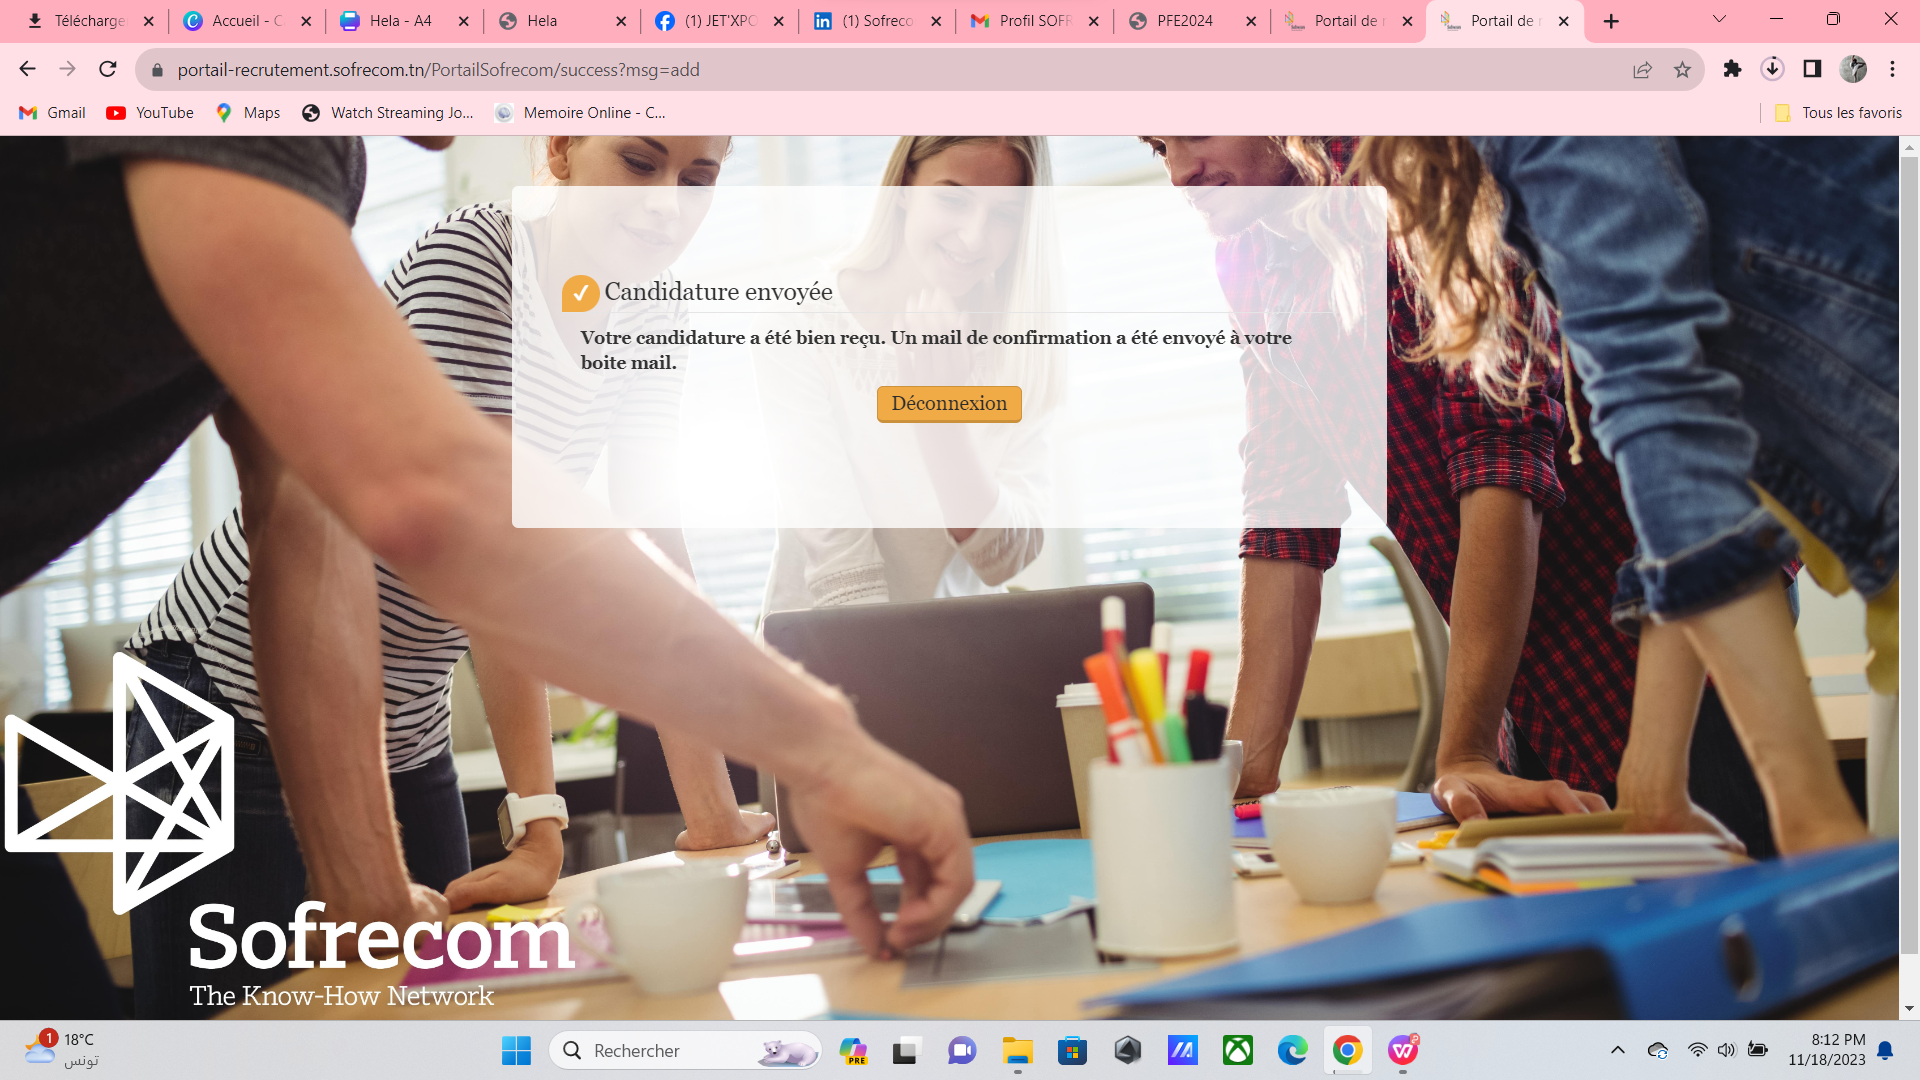 Télécharge
Accueil - C
Hela - A4
Hela
(1) JET'XPO
(1) Sofreco
Profil SOFR
PFE2024
Portail de r
Portail de r
portail-recrutement.sofrecom.tn/PortailSofrecom/success?msg=add
Gmail
YouTube
Maps
Watch Streaming Jo...
Memoire Online - C...
Tous les favoris
Candidature envoyée
Votre candidature a été bien reçu. Un mail de confirmation a été envoyé à votre
boite mail.
Déconnexion
Sofrecom
The Know-How Network
1
18°C
تونس
Rechercher
PRE
8:12 PM
11/18/2023